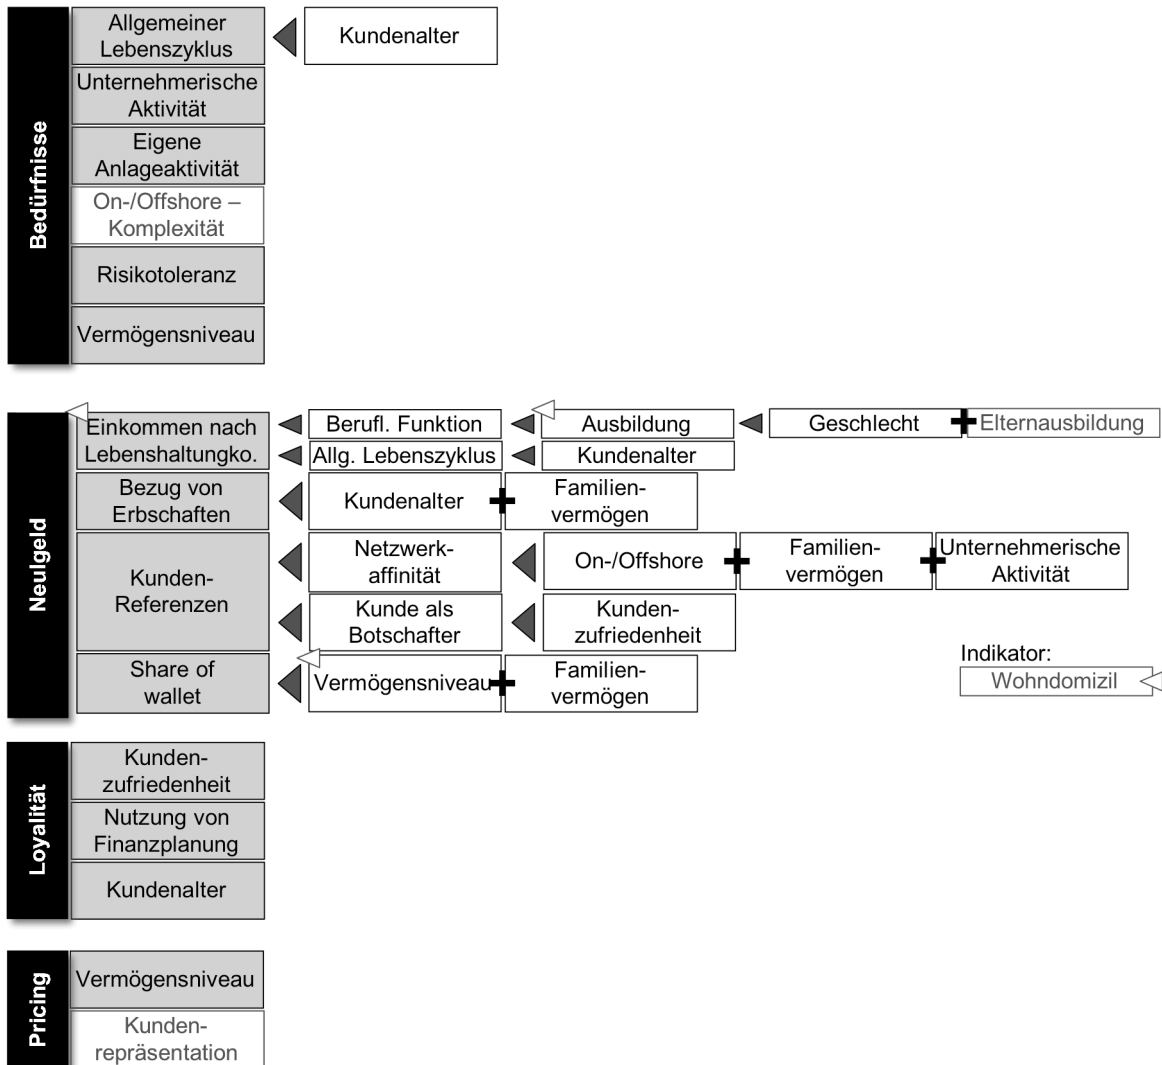 Bedürfnisse
Allgemeiner
Lebenszyklus
Kundenalter
Unternehmerische
Aktivität
Eigene
Anlageaktivität
On-/Offshore –
Komplexität
Risikotoleranz
Vermögensniveau
Neulgeld
Einkommen nach
Lebenshaltungko.
Berufl. Funktion
Ausbildung
Geschlecht
Elternausbildung
Allg. Lebenszyklus
Kundenalter
Bezug von
Erbschaften
Kundenalter
Familien-
vermögen
Kunden-
Referenzen
Netzwerk-
affinität
On-/Offshore
Familien-
vermögen
Unternehmerische
Aktivität
Kunde als
Botschafter
Kunden-
zufriedenheit
Share of
wallet
Vermögensniveau
Familien-
vermögen
Indikator:
Wohndomizil
Loyalität
Kunden-
zufriedenheit
Nutzung von
Finanzplanung
Kundenalter
Pricing
Vermögensniveau
Kunden-
repräsentation